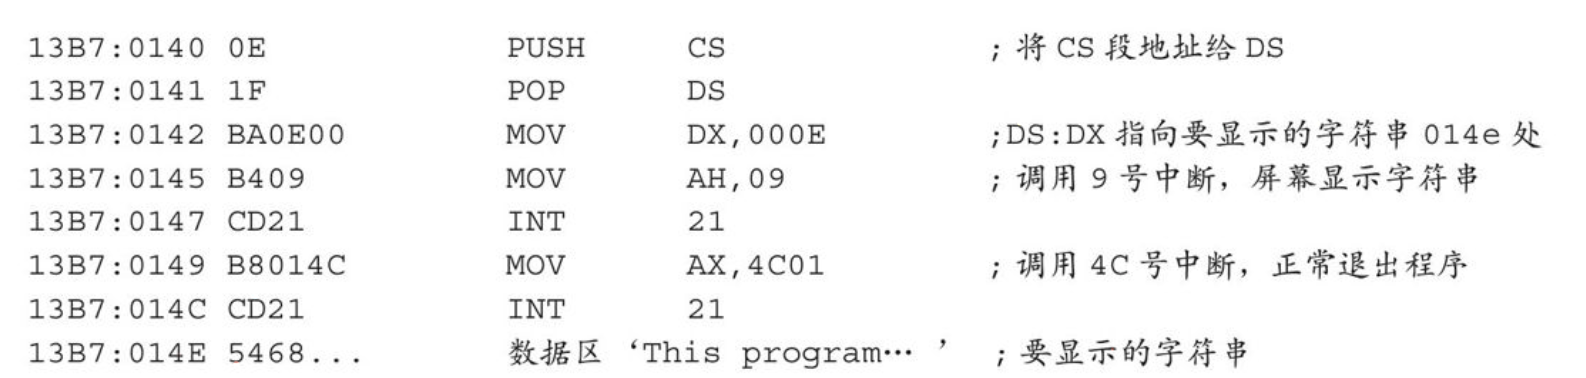 13B7:0140 0E PUSH CS ;将 CS 段地址给 DS
13B7:0141 1F POP DS
13B7:0142 BA0E00 MOV DX,000E ;DS:DX 指向要显示的字符串 014e 处
13B7:0145 B409 MOV AH,09 ;调用 9 号中断，屏幕显示字符串
13B7:0147 CD21 INT 21
13B7:0149 B8014C MOV AX,4C01 ;调用 4C 号中断，正常退出程序
13B7:014C CD21 INT 21
13B7:014E 5468... 数据区 ‘This program… ’ ;要显示的字符串